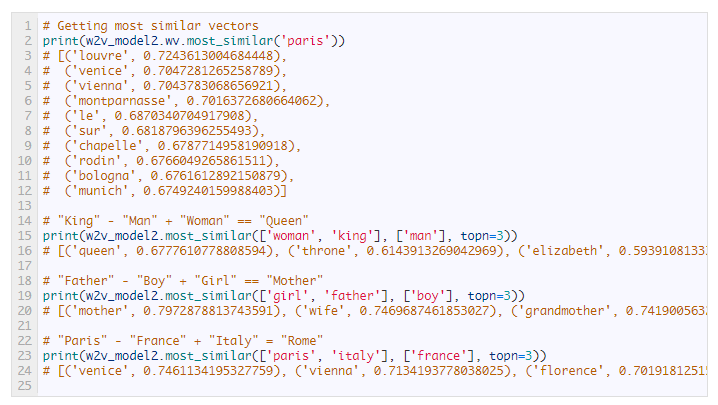 1 # Getting most similar vectors
2 print(w2v_model2.wv.most_similar('paris'))
3 # [('louvre', 0.7243613004684448),
4 #  ('venice', 0.7047281265258789),
5 #  ('vienna', 0.7043783068656921),
6 #  ('montparnasse', 0.7016372680664062),
7 #  ('le', 0.6870340704917908),
8 #  ('sur', 0.6818796396255493),
9 #  ('chapelle', 0.6787714958190918),
10 #  ('rodin', 0.6766049265861511),
11 #  ('bologna', 0.6761612892150879),
12 #  ('munich', 0.6749240159988403)]
13
14 # "King" - "Man" + "Woman" == "Queen"
15 print(w2v_model2.most_similar(['woman', 'king'], ['man'], topn=3))
16 # [('queen', 0.6777610778808594), ('throne', 0.6143913269042969), ('elizabeth', 0.593910813
17
18 # "Father" - "Boy" + "Girl" == "Mother"
19 print(w2v_model2.most_similar(['girl', 'father'], ['boy'], topn=3))
20 # [('mother', 0.7972878813743591), ('wife', 0.7469687461853027), ('grandmother', 0.741900563
21
22 # "Paris" - "France" + "Italy" = "Rome"
23 print(w2v_model2.most_similar(['paris', 'italy'], ['france'], topn=3))
24 # [('venice', 0.7461134195327759), ('vienna', 0.7134193778038025), ('florence', 0.701918125
25